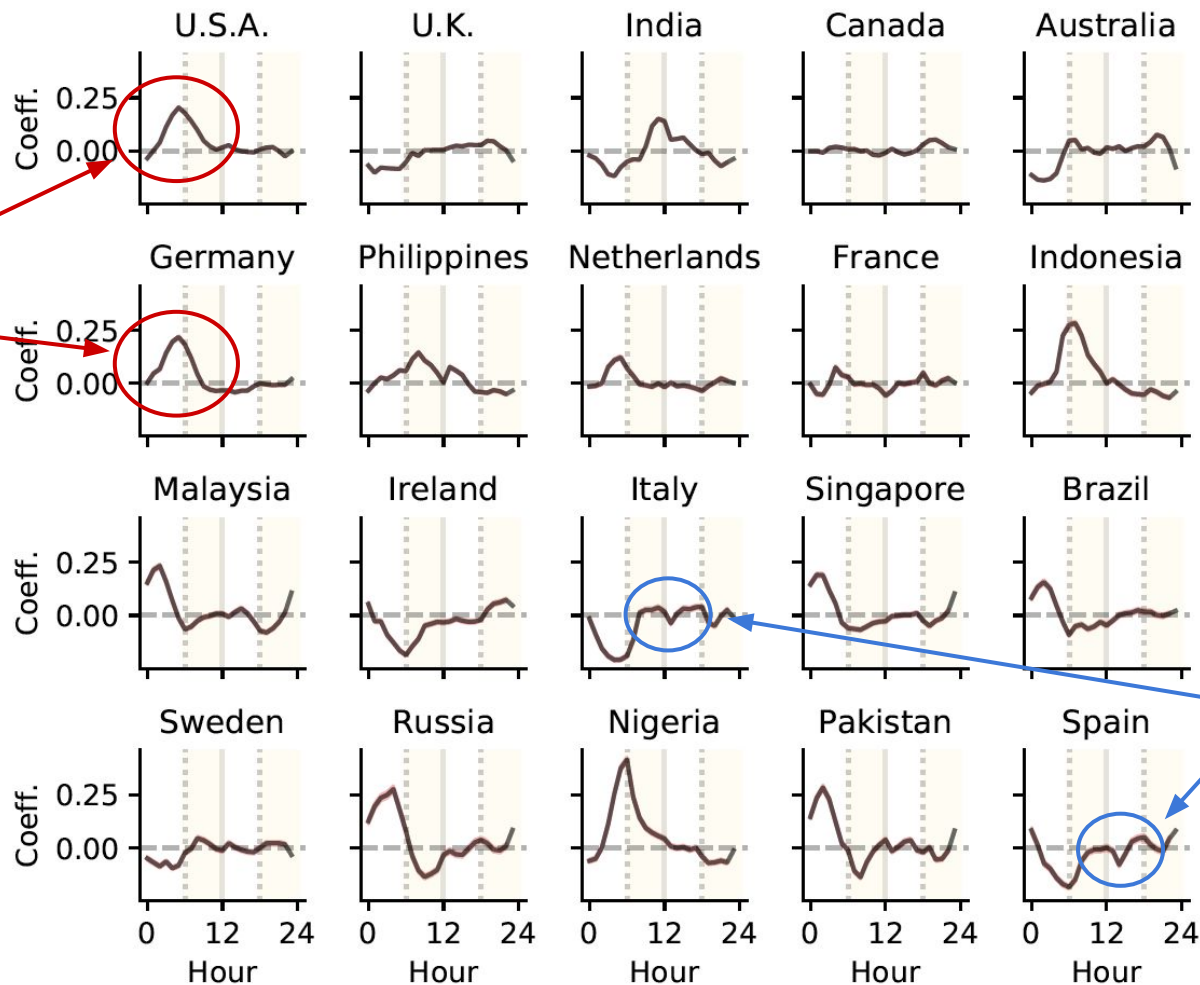 U.S.A. U.K. India Canada Australia
Coeff.
0.25
0.00
Germany Philippines Netherlands France Indonesia
Coeff.
0.25
0.00
Malaysia Ireland Italy Singapore Brazil
Coeff.
0.25
0.00
Sweden Russia Nigeria Pakistan Spain
Coeff.
0.25
0.00
0 12 24 0 12 24 0 12 24 0 12 24 0 12 24
Hour Hour Hour Hour Hour